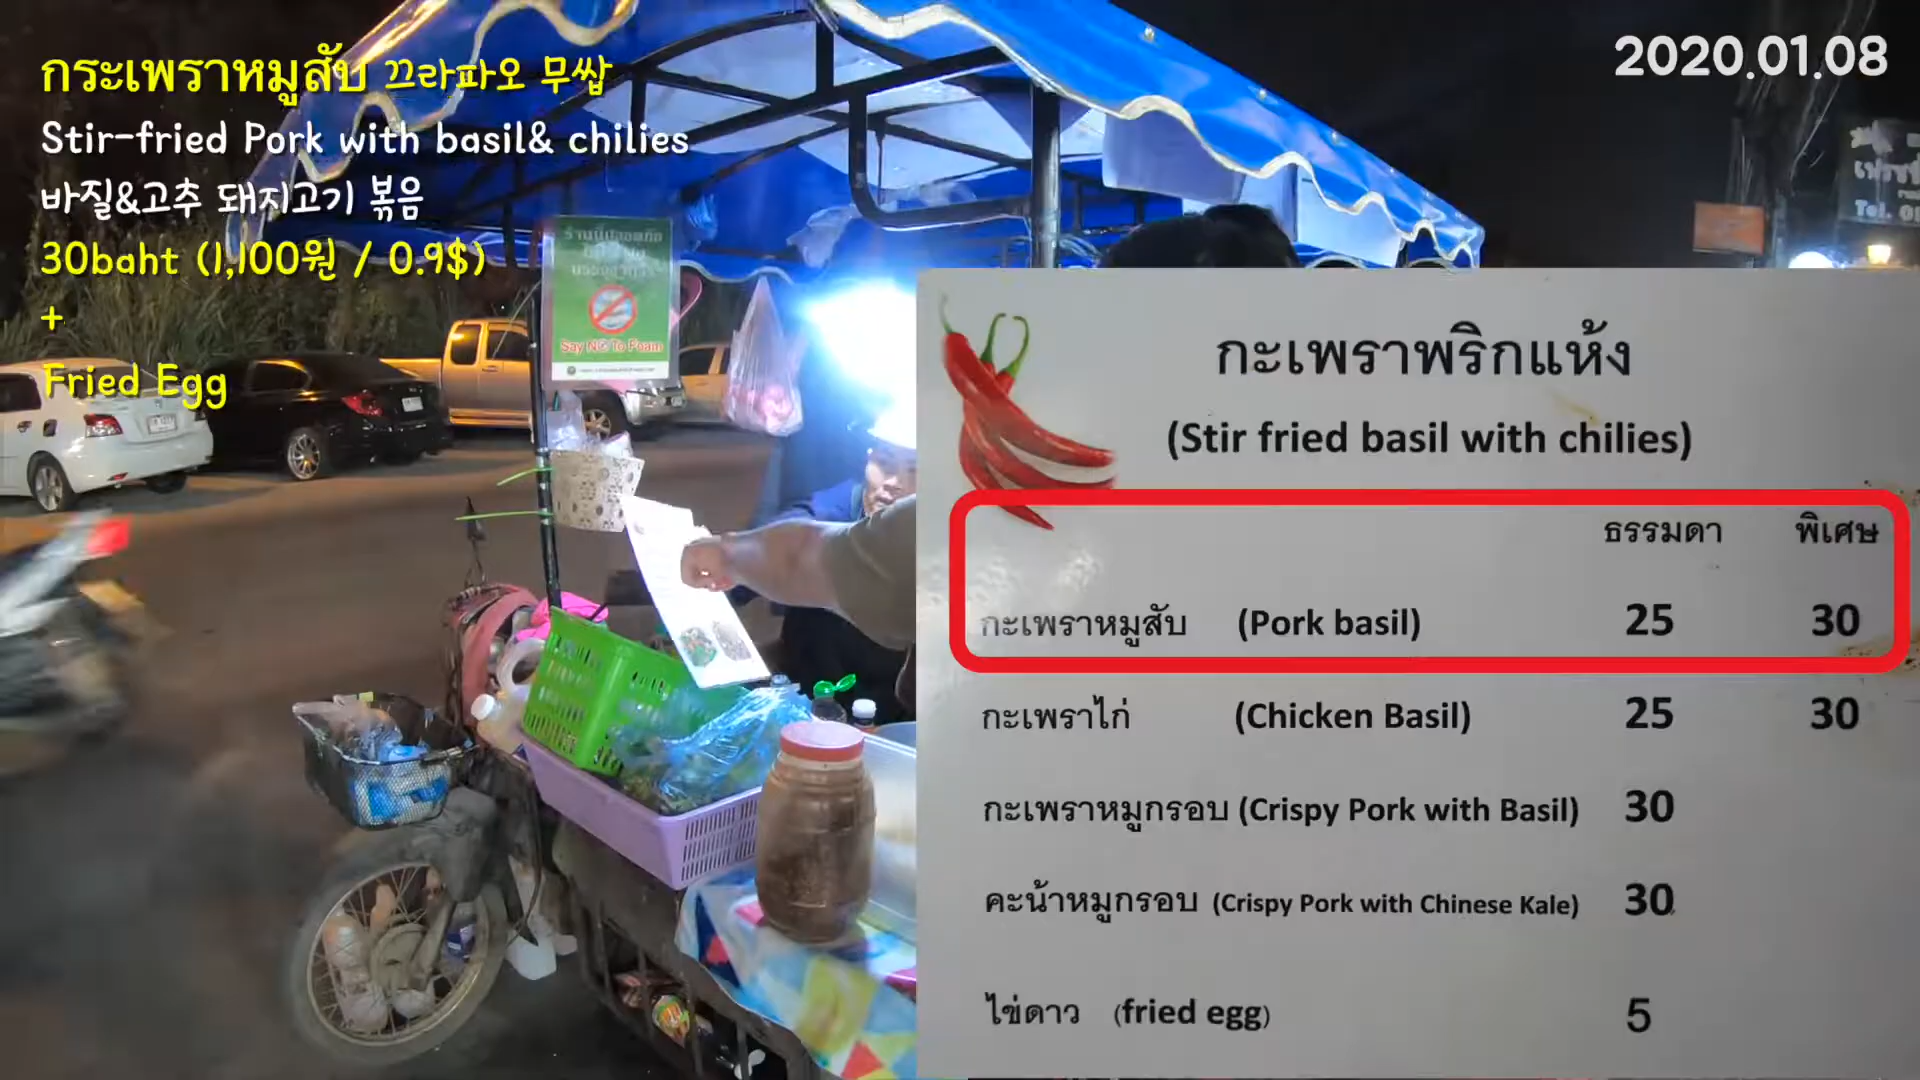 กระเพราหมูสับ 끄라파오 무쌉
Stir-fried Pork with basil& chilies
바질&고추 돼지고기 볶음
30baht (1,100원 / 0.9$)
+
Fried Egg
2020.01.08
Say NO To Foam
Tel.
กะเพราพริกแห้ง
(Stir fried basil with chilies)
ธรรมดา พิเศษ
กะเพราหมูสับ (Pork basil) 25 30
กะเพราไก่ (Chicken Basil) 25 30
กะเพราหมูกรอบ (Crispy Pork with Basil) 30
คะน้าหมูกรอบ (Crispy Pork with Chinese Kale) 30
ไข่ดาว (fried egg) 5